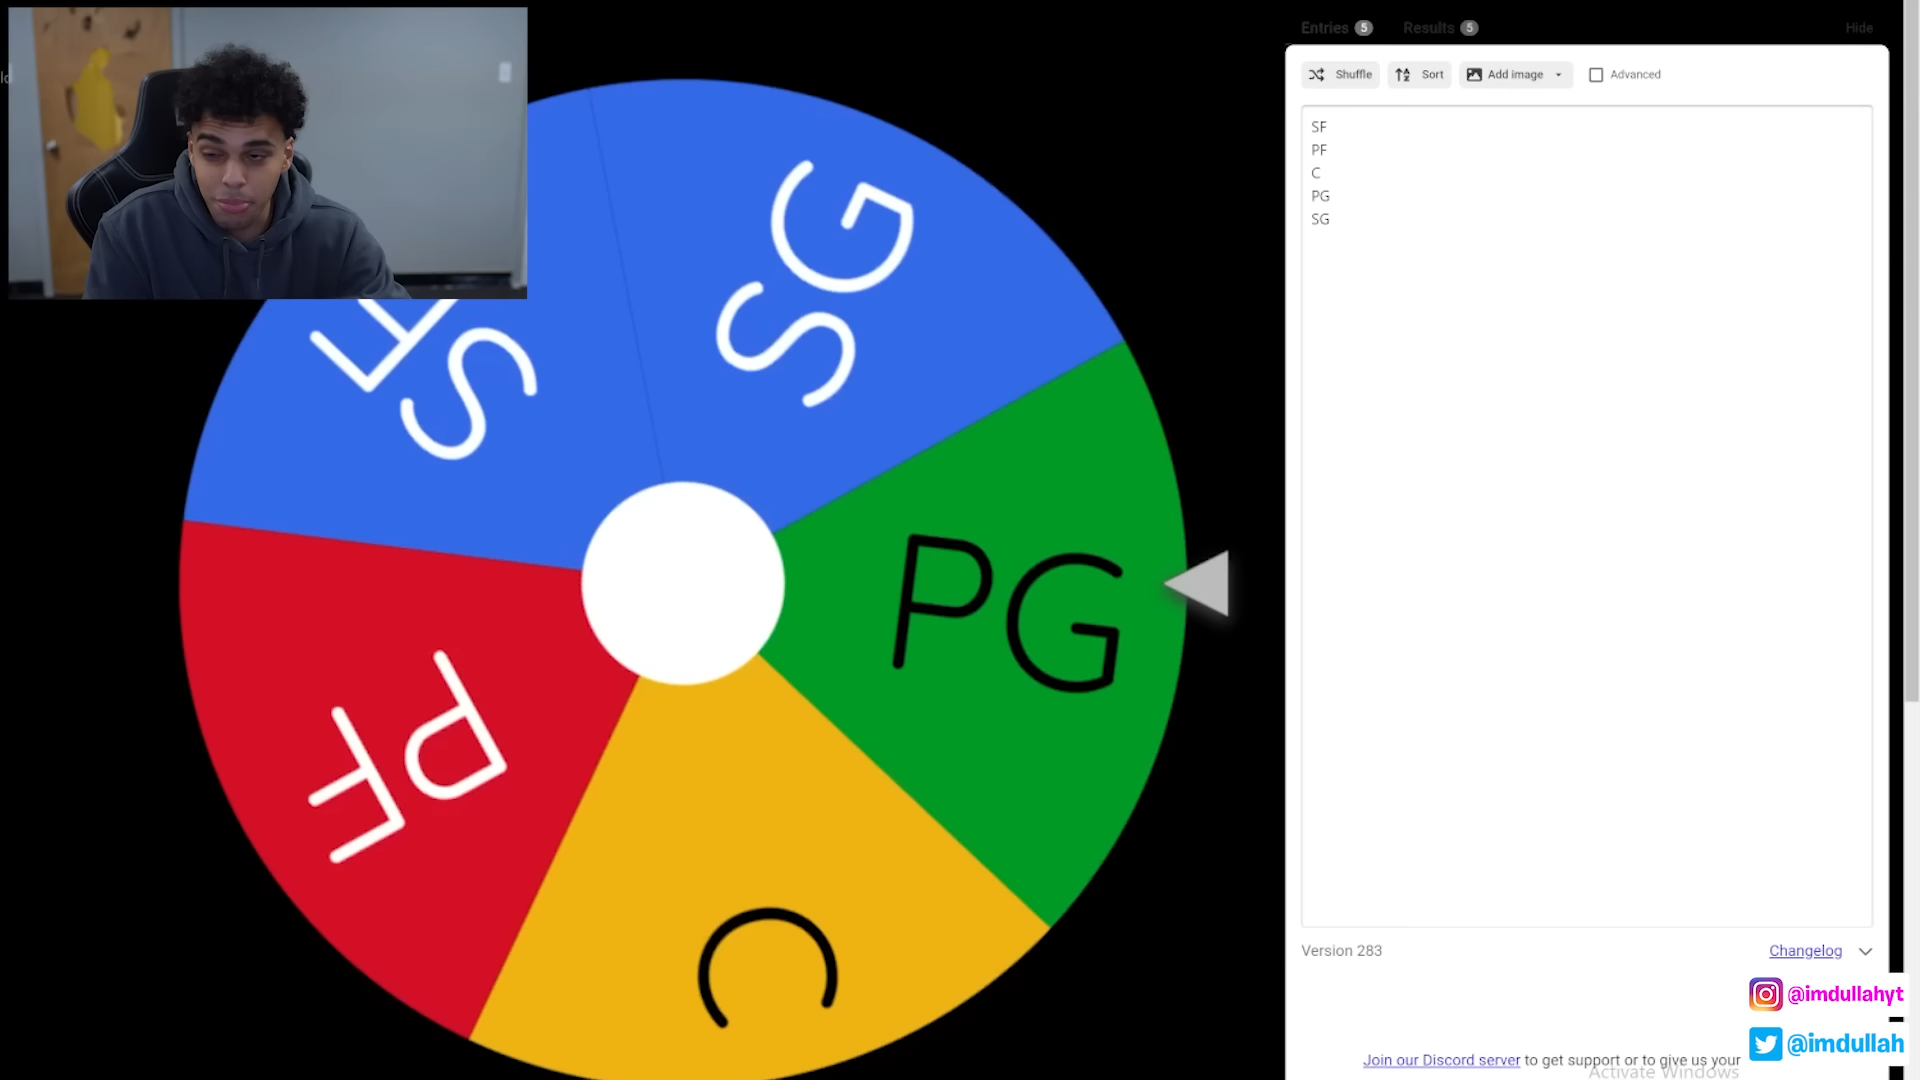 Entries 5 Results 5 Hide
Shuffle Sort Add image Advanced
SF
PF
C
PG
SG
SG
SF
PG
PF
C
Version 283 Changelog
@imdullahyt
@imdullah
Join our Discord server to get support or to give us your
Activate Windows